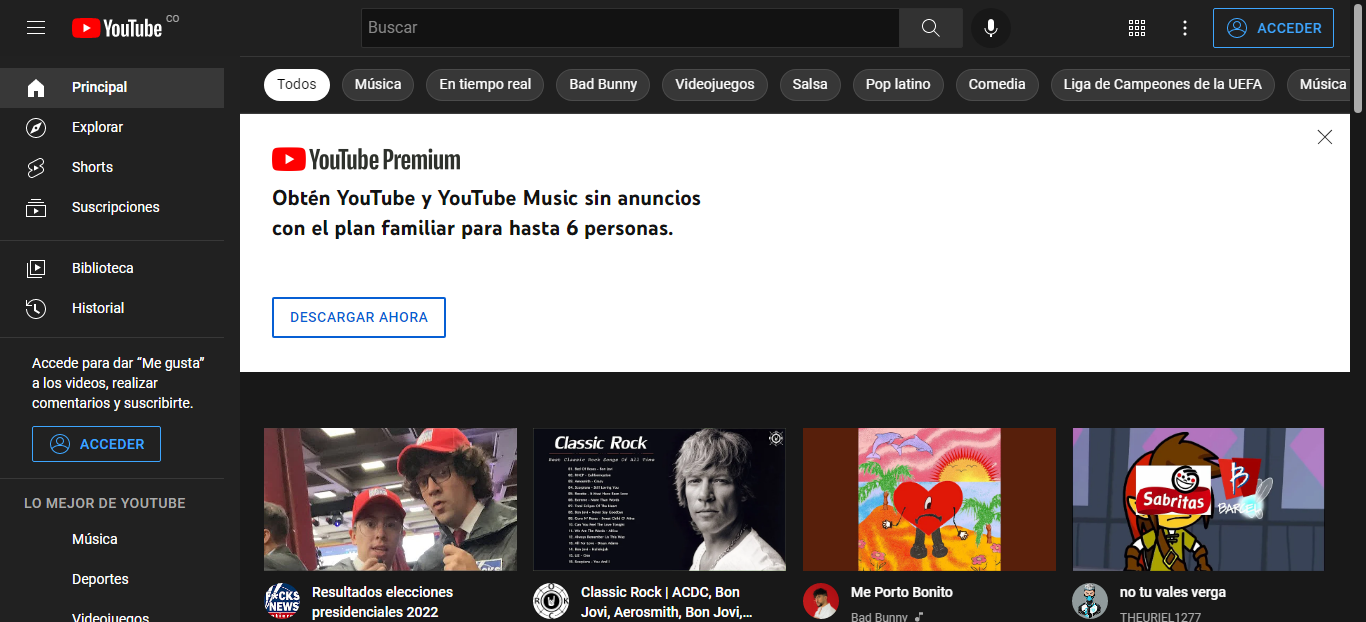 YouTube CO
Buscar
ACCEDER
Principal
Explorar
Shorts
Suscripciones
Biblioteca
Historial
Accede para dar “Me gusta”
a los videos, realizar
comentarios y suscribirte.
ACCEDER
LO MEJOR DE YOUTUBE
Música
Deportes
Videojuegos
Todos
Música
En tiempo real
Bad Bunny
Videojuegos
Salsa
Pop latino
Comedia
Liga de Campeones de la UEFA
Música
YouTube Premium
Obtén YouTube y YouTube Music sin anuncios
con el plan familiar para hasta 6 personas.
DESCARGAR AHORA
Classic Rock
Best Classic Rock Songs Of All Time
Sabritas
F*CKS
NEWS
Resultados elecciones
presidenciales 2022
Classic Rock | ACDC, Bon
Jovi, Aerosmith, Bon Jovi,...
Me Porto Bonito
Bad Bunny
no tu vales verga
THEURIEL1277